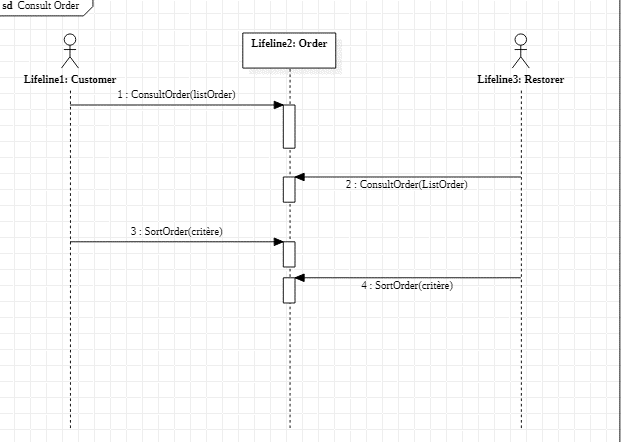 sd Consult Order
Lifeline2: Order
Lifeline1: Customer
Lifeline3: Restorer
1 : ConsultOrder(listOrder)
2 : ConsultOrder(ListOrder)
3 : SortOrder(critère)
4 : SortOrder(critère)